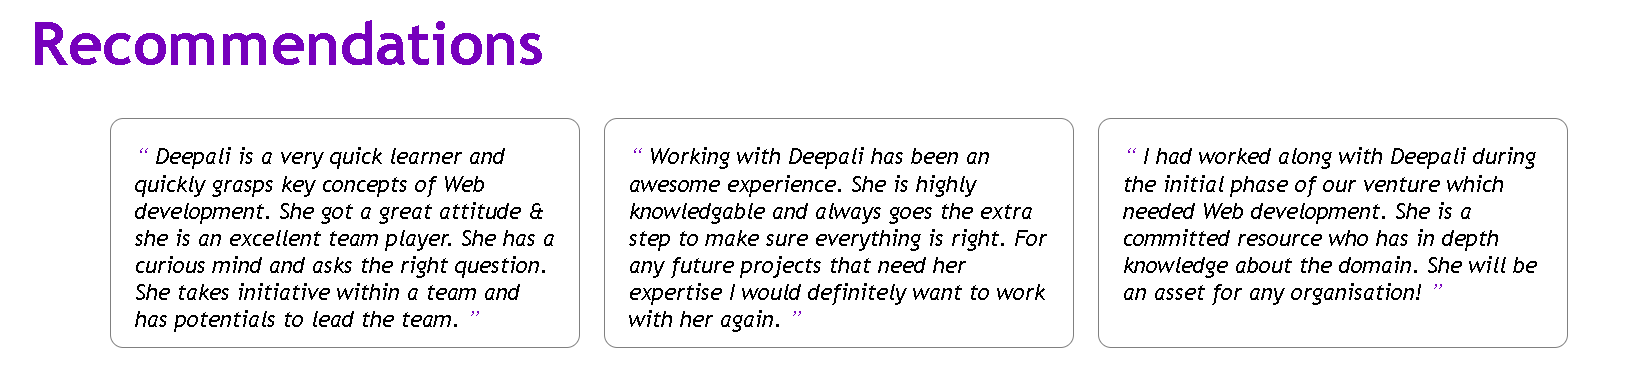 Recommendations
“ Deepali is a very quick learner and
quickly grasps key concepts of Web
development. She got a great attitude &
she is an excellent team player. She has a
curious mind and asks the right question.
She takes initiative within a team and
has potentials to lead the team. ”
“ Working with Deepali has been an
awesome experience. She is highly
knowledgable and always goes the extra
step to make sure everything is right. For
any future projects that need her
expertise I would definitely want to work
with her again. ”
“ I had worked along with Deepali during
the initial phase of our venture which
needed Web development. She is a
committed resource who has in depth
knowledge about the domain. She will be
an asset for any organisation! ”